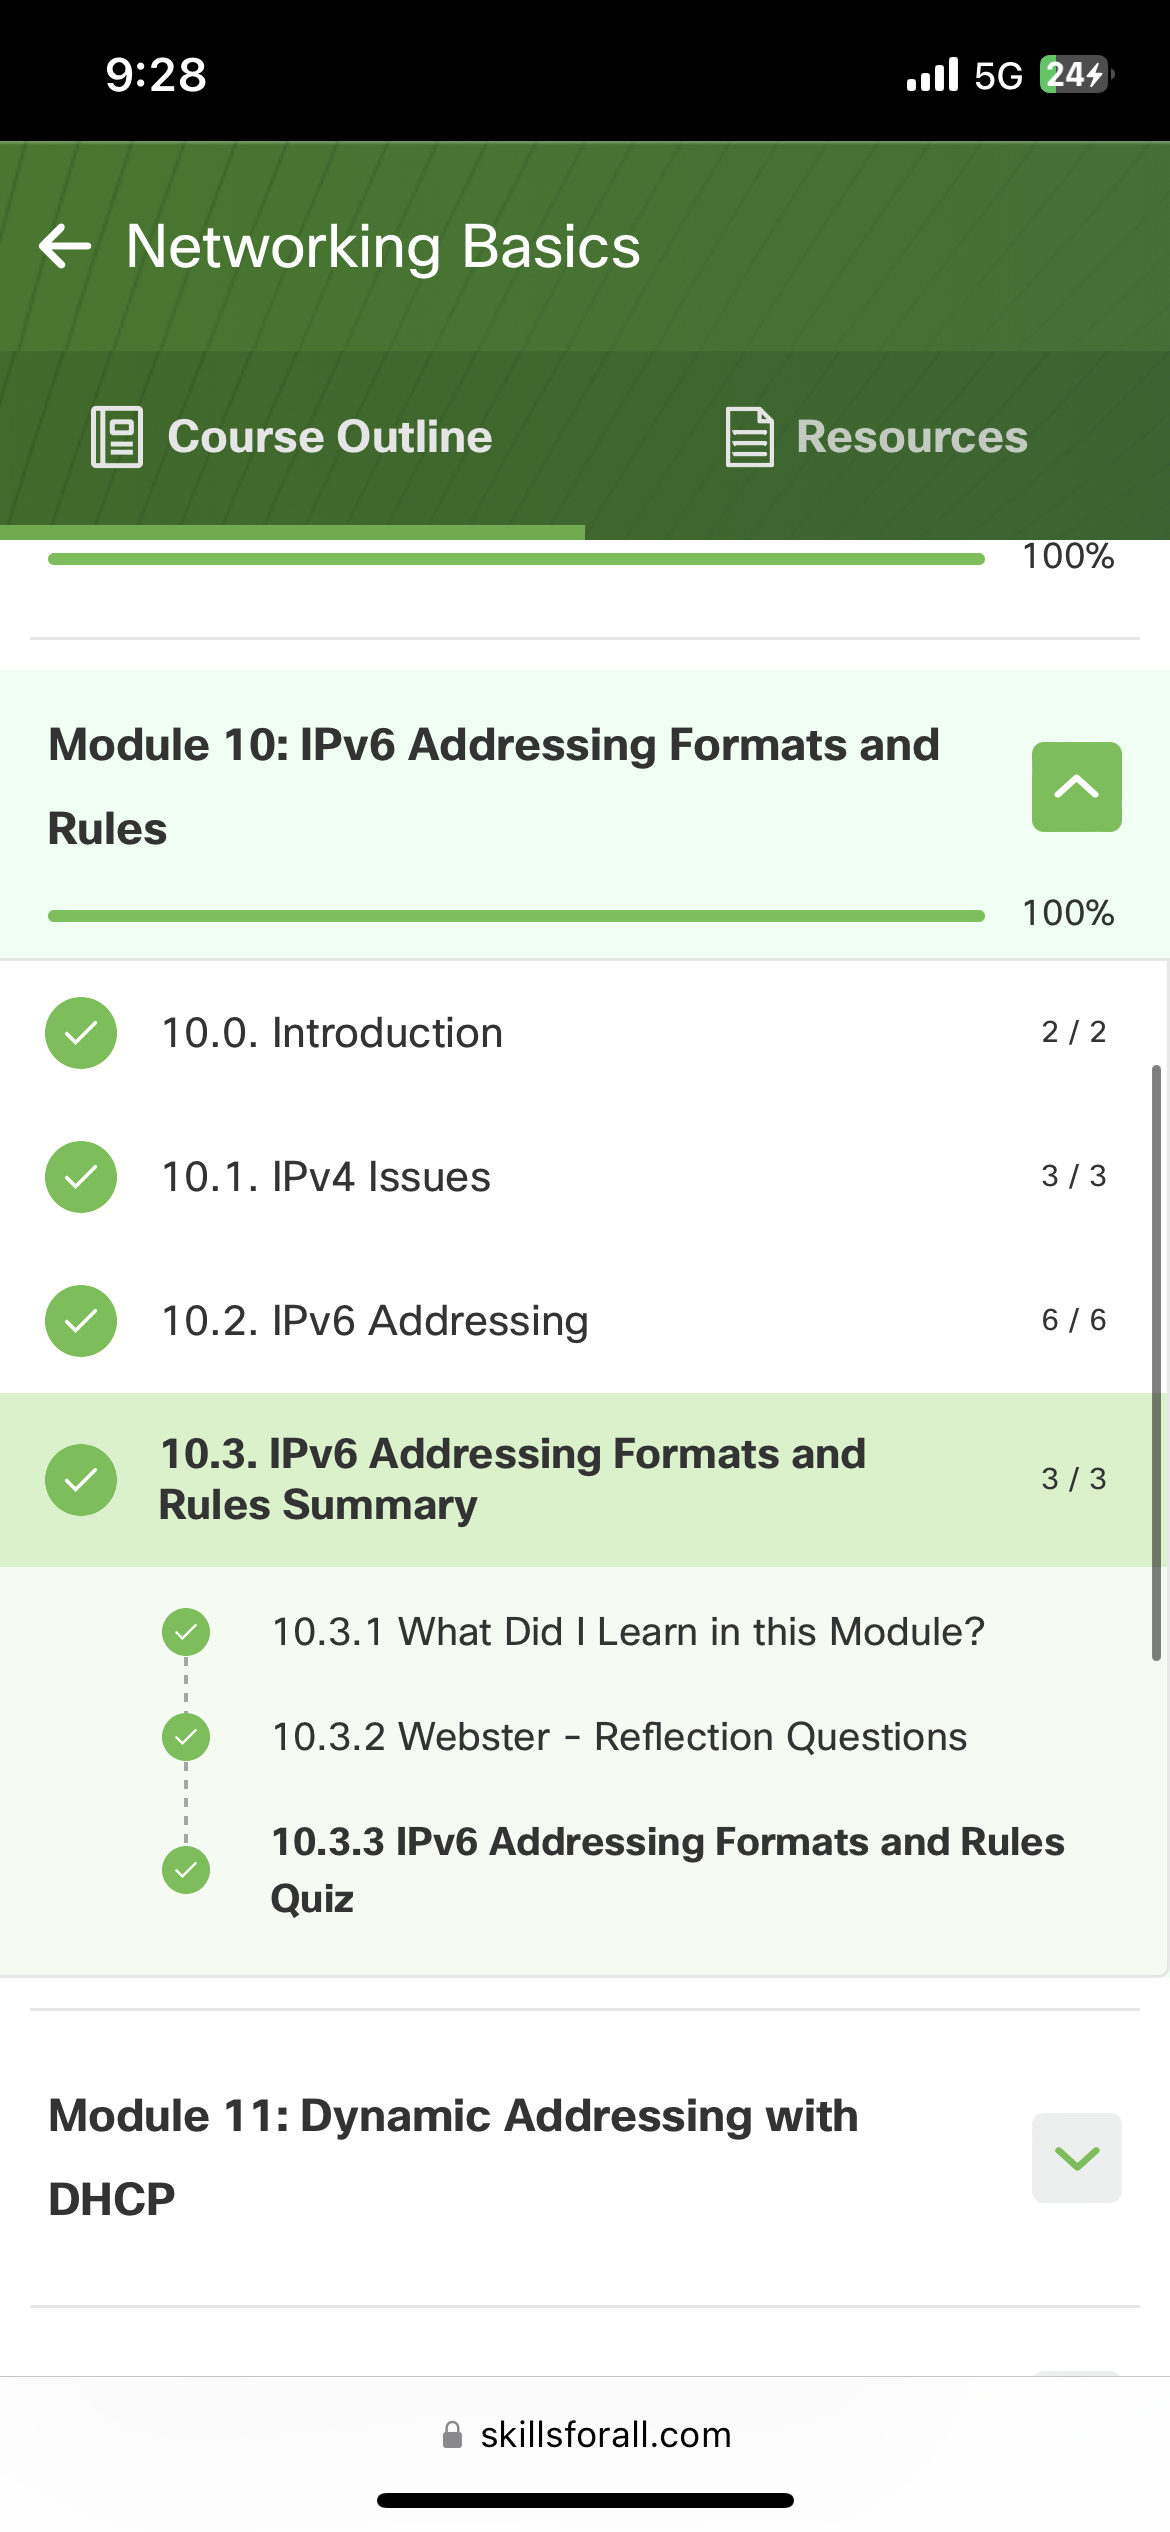 9:28
5G 24
Networking Basics
Course Outline
Resources
100%
Module 10: IPv6 Addressing Formats and
Rules
100%
10.0. Introduction
2 / 2
10.1. IPv4 Issues
3 / 3
10.2. IPv6 Addressing
6 / 6
10.3. IPv6 Addressing Formats and
Rules Summary
3 / 3
10.3.1 What Did I Learn in this Module?
10.3.2 Webster - Reflection Questions
10.3.3 IPv6 Addressing Formats and Rules
Quiz
Module 11: Dynamic Addressing with
DHCP
skillsforall.com